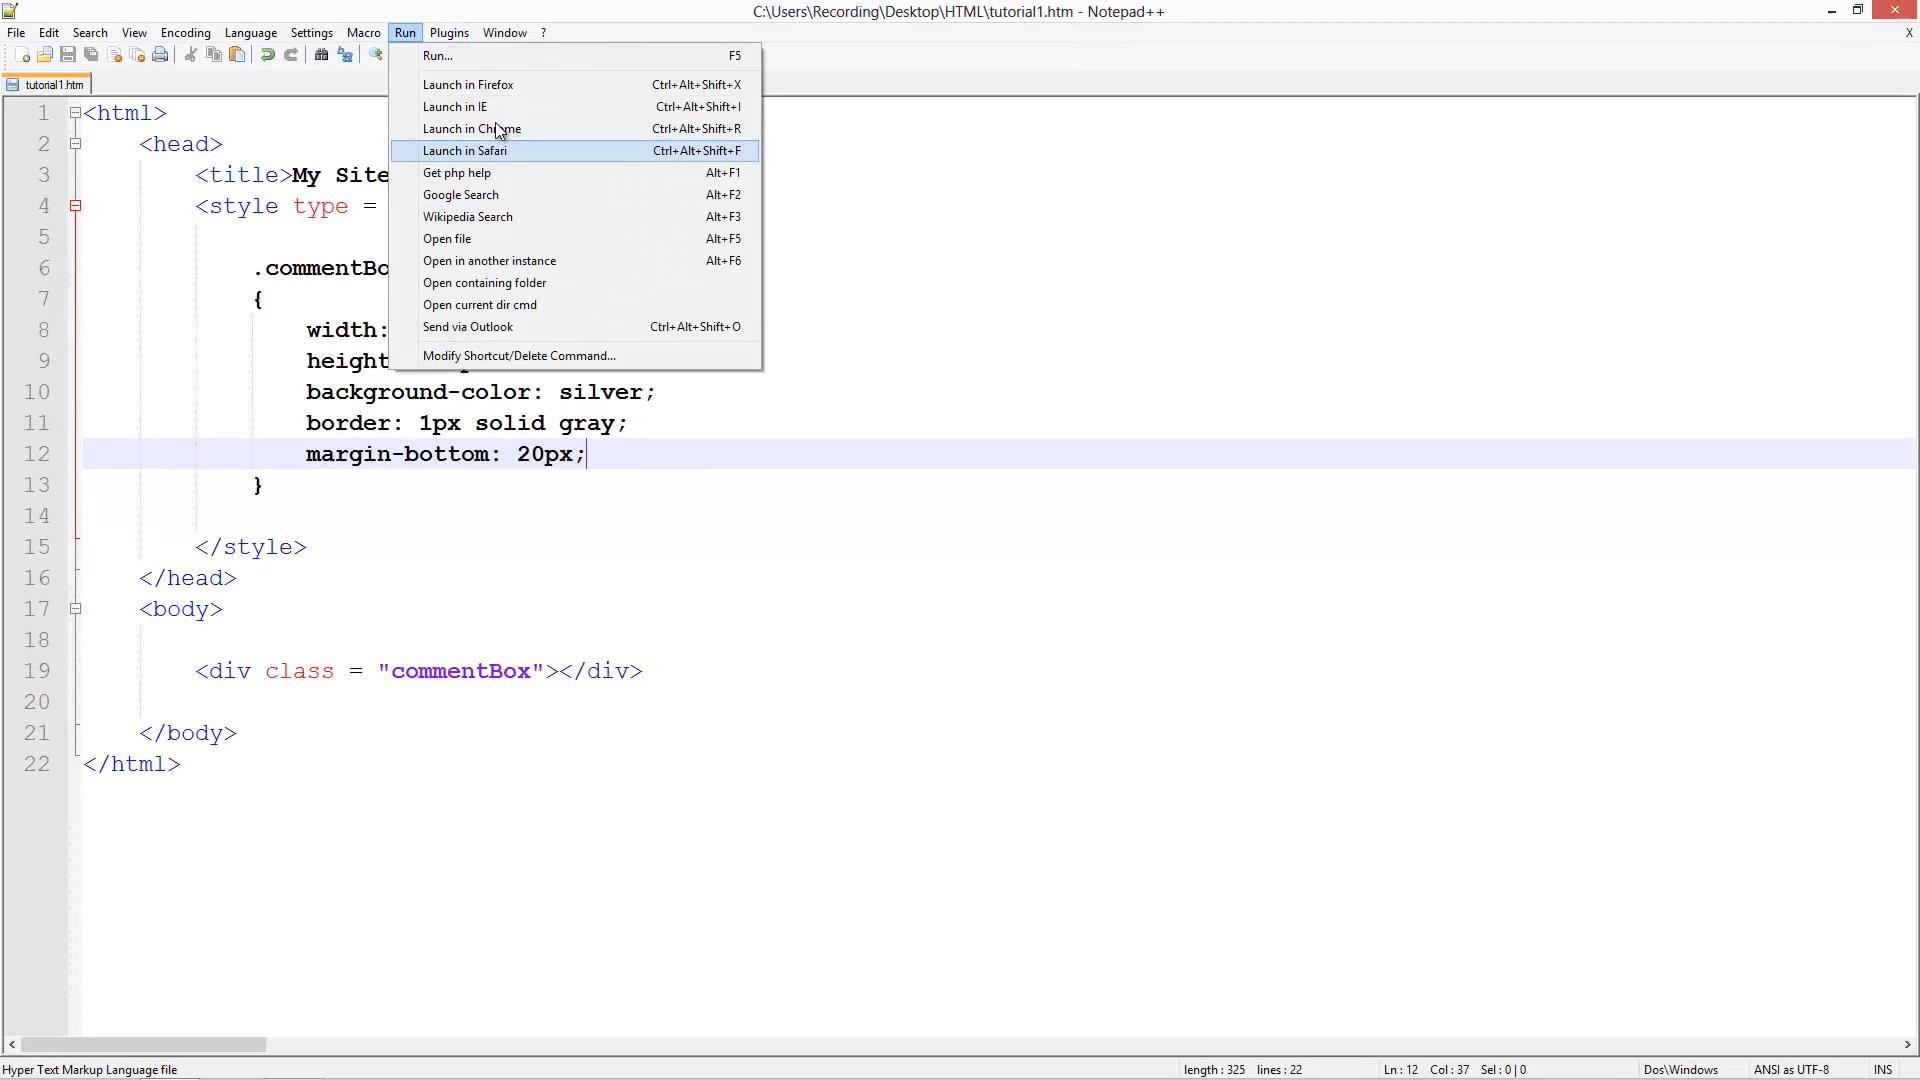 C:\Users\Recording\Desktop\HTML\tutorial1.htm - Notepad++
File Edit Search View Encoding Language Settings Macro Run Plugins Window ? X
tutorial1.htm
Run... F5
Launch in Firefox Ctrl+Alt+Shift+X
Launch in IE Ctrl+Alt+Shift+I
Launch in Chrome Ctrl+Alt+Shift+R
Launch in Safari Ctrl+Alt+Shift+F
Get php help Alt+F1
Google Search Alt+F2
Wikipedia Search Alt+F3
Open file Alt+F5
Open in another instance Alt+F6
Open containing folder
Open current dir cmd
Send via Outlook Ctrl+Alt+Shift+O
Modify Shortcut/Delete Command...
1 <html>
2 <head>
3 <title>My Site
4 <style type =
5
6 .commentBo
7 {
8 width:
9 height
10 background-color: silver;
11 border: 1px solid gray;
12 margin-bottom: 20px;
13 }
14
15 </style>
16 </head>
17 <body>
18
19 <div class = "commentBox"></div>
20
21 </body>
22 </html>
Hyper Text Markup Language file length : 325 lines : 22 Ln : 12 Col : 37 Sel : 0 | 0 Dos\Windows ANSI as UTF-8 INS